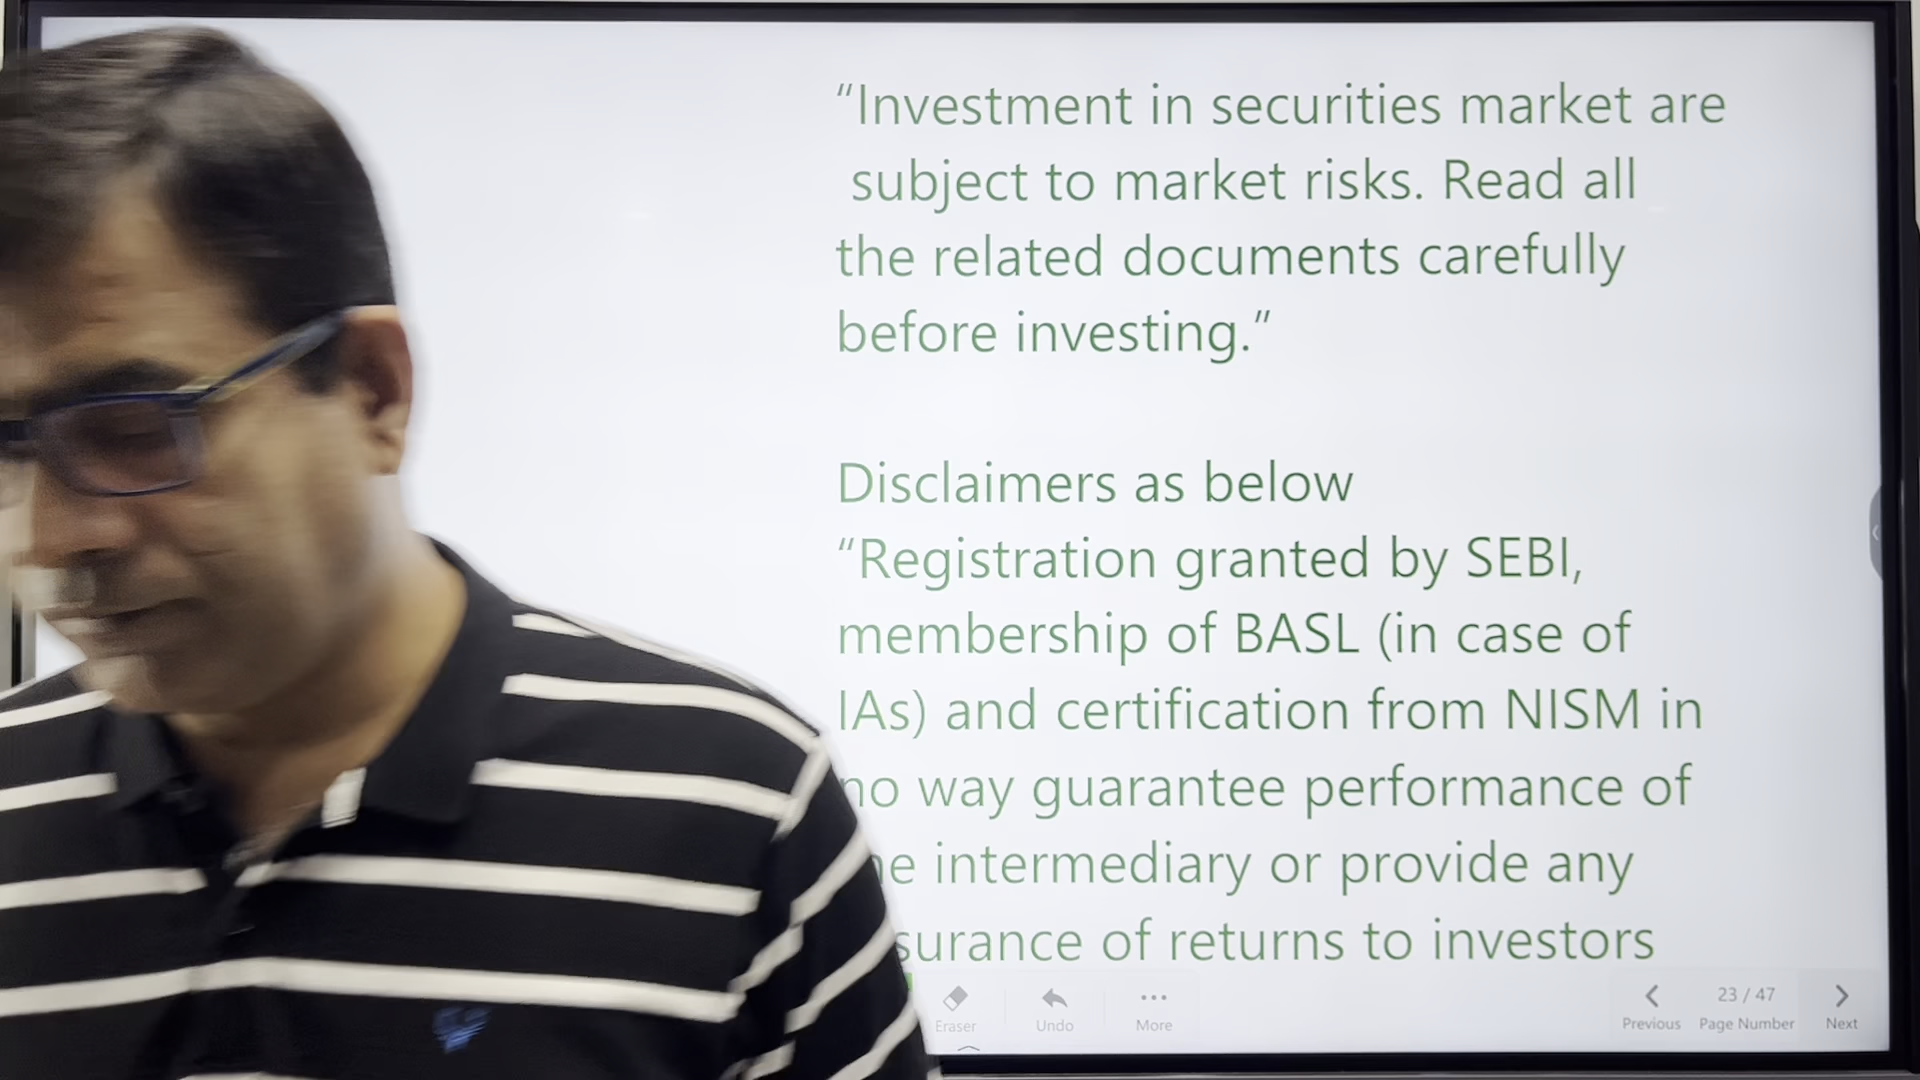 “Investment in securities market are
subject to market risks. Read all
the related documents carefully
before investing.”
Disclaimers as below
“Registration granted by SEBI,
membership of BASL (in case of
IAs) and certification from NISM in
no way guarantee performance of
intermediary or provide any
of returns to investors
Eraser
Undo
More
Previous
23 / 47
Page Number
Next